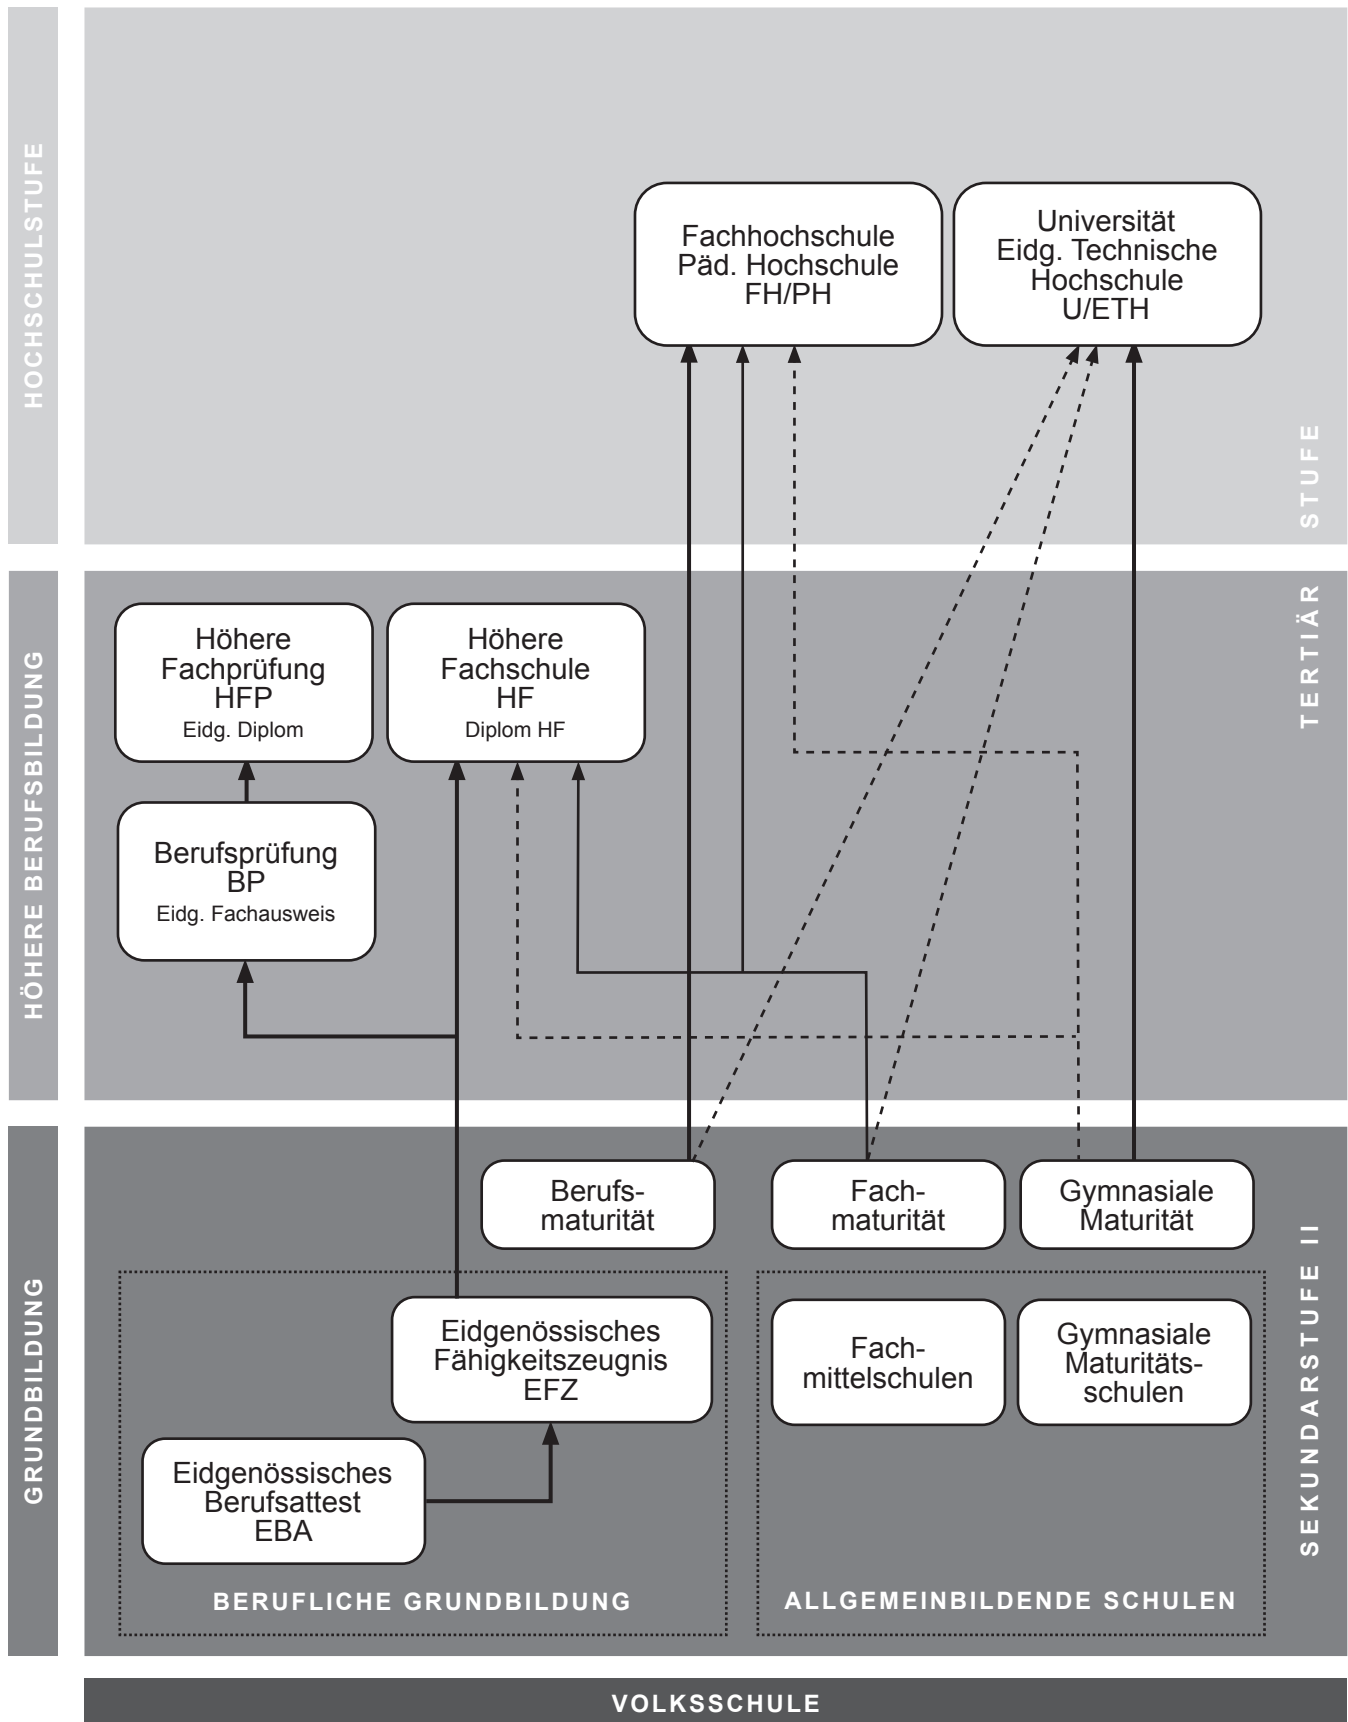 HOCHSCHULSTUFE
Fachhochschule
Päd. Hochschule
FH/PH
Universität
Eidg. Technische
Hochschule
U/ETH
STUFE
HÖHERE BERUFSBILDUNG
Höhere
Fachprüfung
HFP
Eidg. Diplom
Höhere
Fachschule
HF
Diplom HF
TERTIÄR
Berufsprüfung
BP
Eidg. Fachausweis
GRUNDBILDUNG
Berufs-
maturität
Fach-
maturität
Gymnasiale
Maturität
SEKUNDARSTUFE II
Eidgenössisches
Fähigkeitszeugnis
EFZ
Fach-
mittelschulen
Gymnasiale
Maturitäts-
schulen
Eidgenössisches
Berufsattest
EBA
BERUFLICHE GRUNDBILDUNG
ALLGEMEINBILDENDE SCHULEN
VOLKSSCHULE